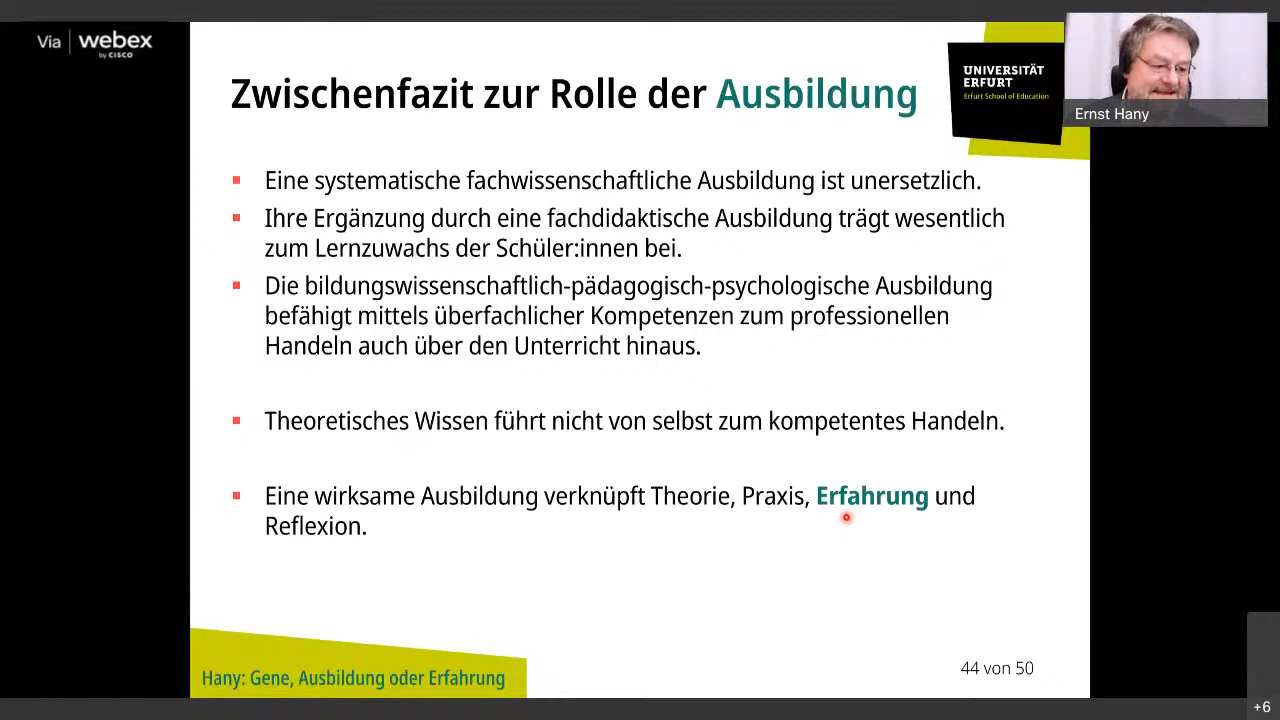 Via webex
by CISCO
Zwischenfazit zur Rolle der Ausbildung
UNIVERSITÄT
ERFURT
Erfurt School of Education
Ernst Hany
Eine systematische fachwissenschaftliche Ausbildung ist unersetzlich.
Ihre Ergänzung durch eine fachdidaktische Ausbildung trägt wesentlich
zum Lernzuwachs der Schüler:innen bei.
Die bildungswissenschaftlich-pädagogisch-psychologische Ausbildung
befähigt mittels überfachlicher Kompetenzen zum professionellen
Handeln auch über den Unterricht hinaus.
Theoretisches Wissen führt nicht von selbst zum kompetentes Handeln.
Eine wirksame Ausbildung verknüpft Theorie, Praxis, Erfahrung und
Reflexion.
Hany: Gene, Ausbildung oder Erfahrung
44 von 50
+6